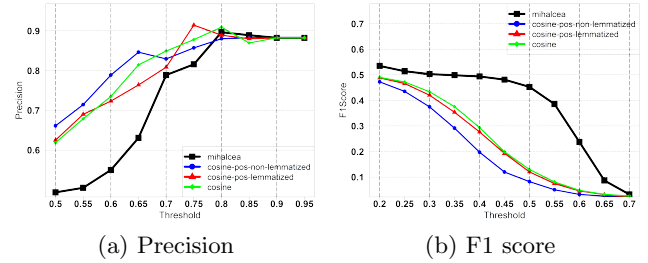 0.9
0.8
0.7
0.6
Precision
mihalcea
cosine-pos-non-lemmatized
cosine-pos-lemmatized
cosine
0.5 0.55 0.6 0.65 0.7 0.75 0.8 0.85 0.9 0.95
Threshold
(a) Precision
0.7
0.6
0.5
0.4
0.3
0.2
0.1
F1Score
mihalcea
cosine-pos-non-lemmatized
cosine-pos-lemmatized
cosine
0.2 0.25 0.3 0.35 0.4 0.45 0.5 0.55 0.6 0.65 0.7
Threshold
(b) F1 score